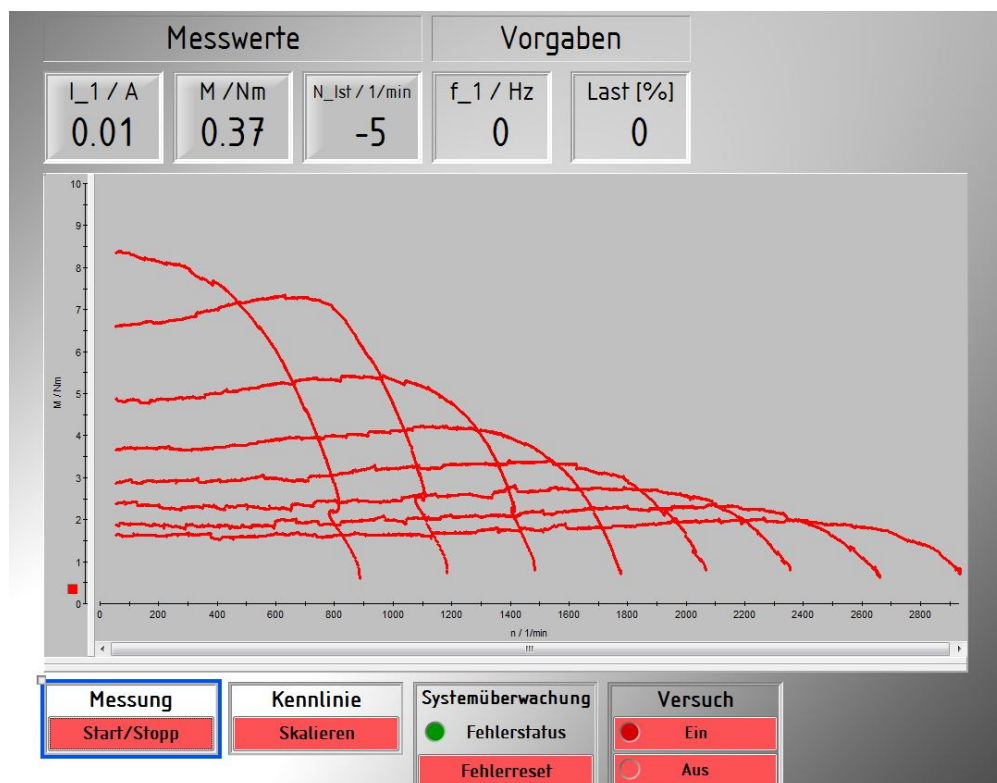 Messwerte Vorgaben
I_1 / A M /Nm N_Ist / 1/min f_1 / Hz Last [%]
0.01 0.37 -5 0 0
10
9
8
7
6
5
4
3
2
1
0
M / Nm
0 200 400 600 800 1000 1200 1400 1600 1800 2000 2200 2400 2600 2800
n / 1/min
Messung Kennlinie Systemüberwachung Versuch
Start/Stopp Skalieren Fehlerstatus Ein
Fehlerreset Aus